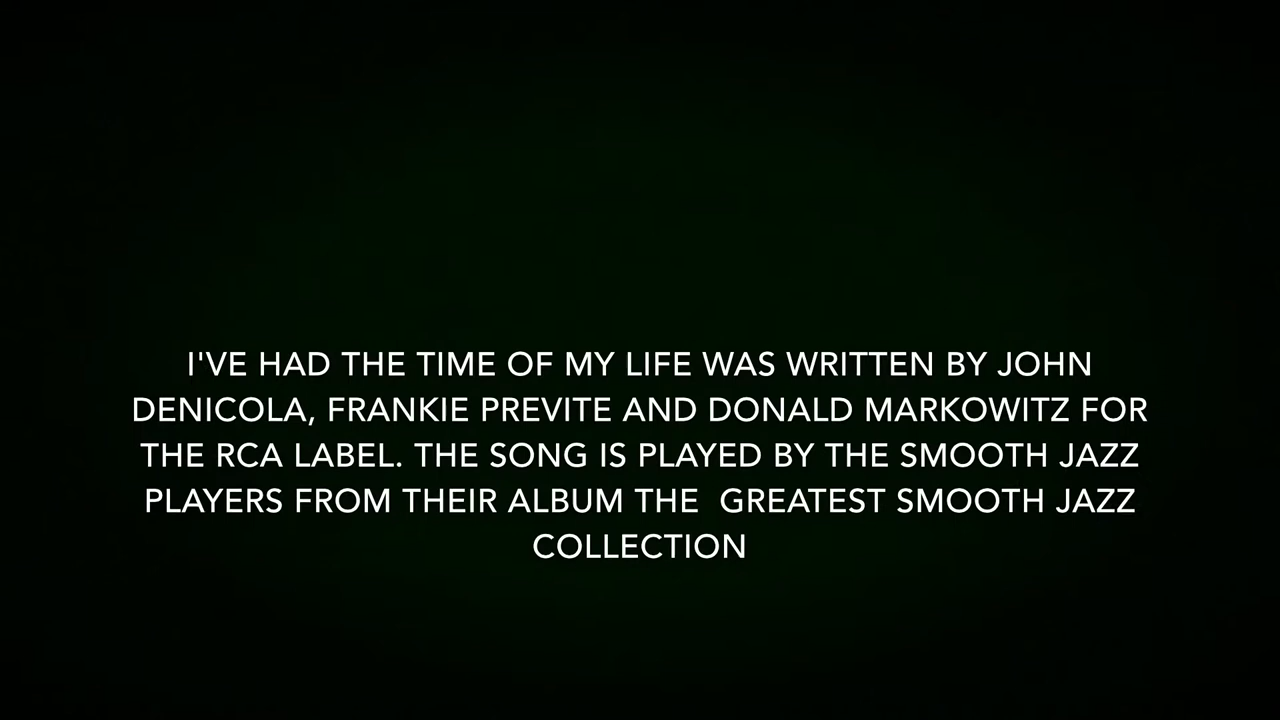 I'VE HAD THE TIME OF MY LIFE WAS WRITTEN BY JOHN
DENICOLA, FRANKIE PREVITE AND DONALD MARKOWITZ FOR
THE RCA LABEL. THE SONG IS PLAYED BY THE SMOOTH JAZZ
PLAYERS FROM THEIR ALBUM THE  GREATEST SMOOTH JAZZ
COLLECTION